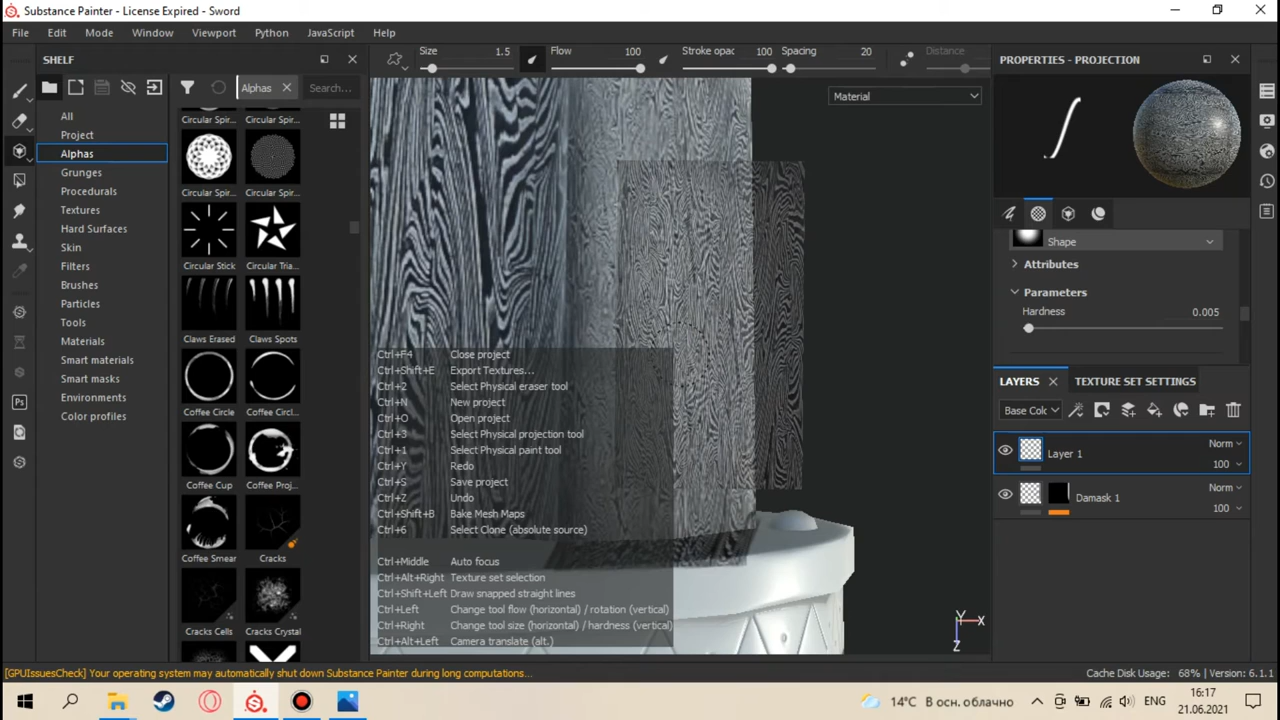 Substance Painter - License Expired - Sword
File Edit Mode Window Viewport Python JavaScript Help
SHELF
Alphas
Search...
All
Project
Alphas
Grunges
Procedurals
Textures
Hard Surfaces
Skin
Filters
Brushes
Particles
Tools
Materials
Smart materials
Smart masks
Environments
Color profiles
Circular Spir... Circular Spir...
Circular Spir... Circular Spir...
Circular Stick Circular Tria...
Claws Erased Claws Spots
Coffee Circle Coffee Circl...
Coffee Cup Coffee Proj...
Coffee Smear Cracks
Cracks Cells Cracks Crystal
Size 1.5 Flow 100 Stroke opac 100 Spacing 20 Distance
Material
Ctrl+F4 Close project
Ctrl+Shift+E Export Textures...
Ctrl+2 Select Physical eraser tool
Ctrl+N New project
Ctrl+O Open project
Ctrl+3 Select Physical projection tool
Ctrl+1 Select Physical paint tool
Ctrl+Y Redo
Ctrl+S Save project
Ctrl+Z Undo
Ctrl+Shift+B Bake Mesh Maps
Ctrl+6 Select Clone (absolute source)
Ctrl+Middle Auto focus
Ctrl+Alt+Right Texture set selection
Ctrl+Shift+Left Draw snapped straight lines
Ctrl+Left Change tool flow (horizontal) / rotation (vertical)
Ctrl+Right Change tool size (horizontal) / hardness (vertical)
Ctrl+Alt+Left Camera translate (alt.)
Y X
Z
PROPERTIES - PROJECTION
Shape
Attributes
Parameters
Hardness 0.005
LAYERS TEXTURE SET SETTINGS
Base Col
Ps
Layer 1 Norm 100
Damask 1 Norm 100
[GPUIssuesCheck] Your operating system may automatically shut down Substance Painter during long computations...
Cache Disk Usage: 68% | Version: 6.1.1
14°C В осн. облачно
ENG
16:17
21.06.2021